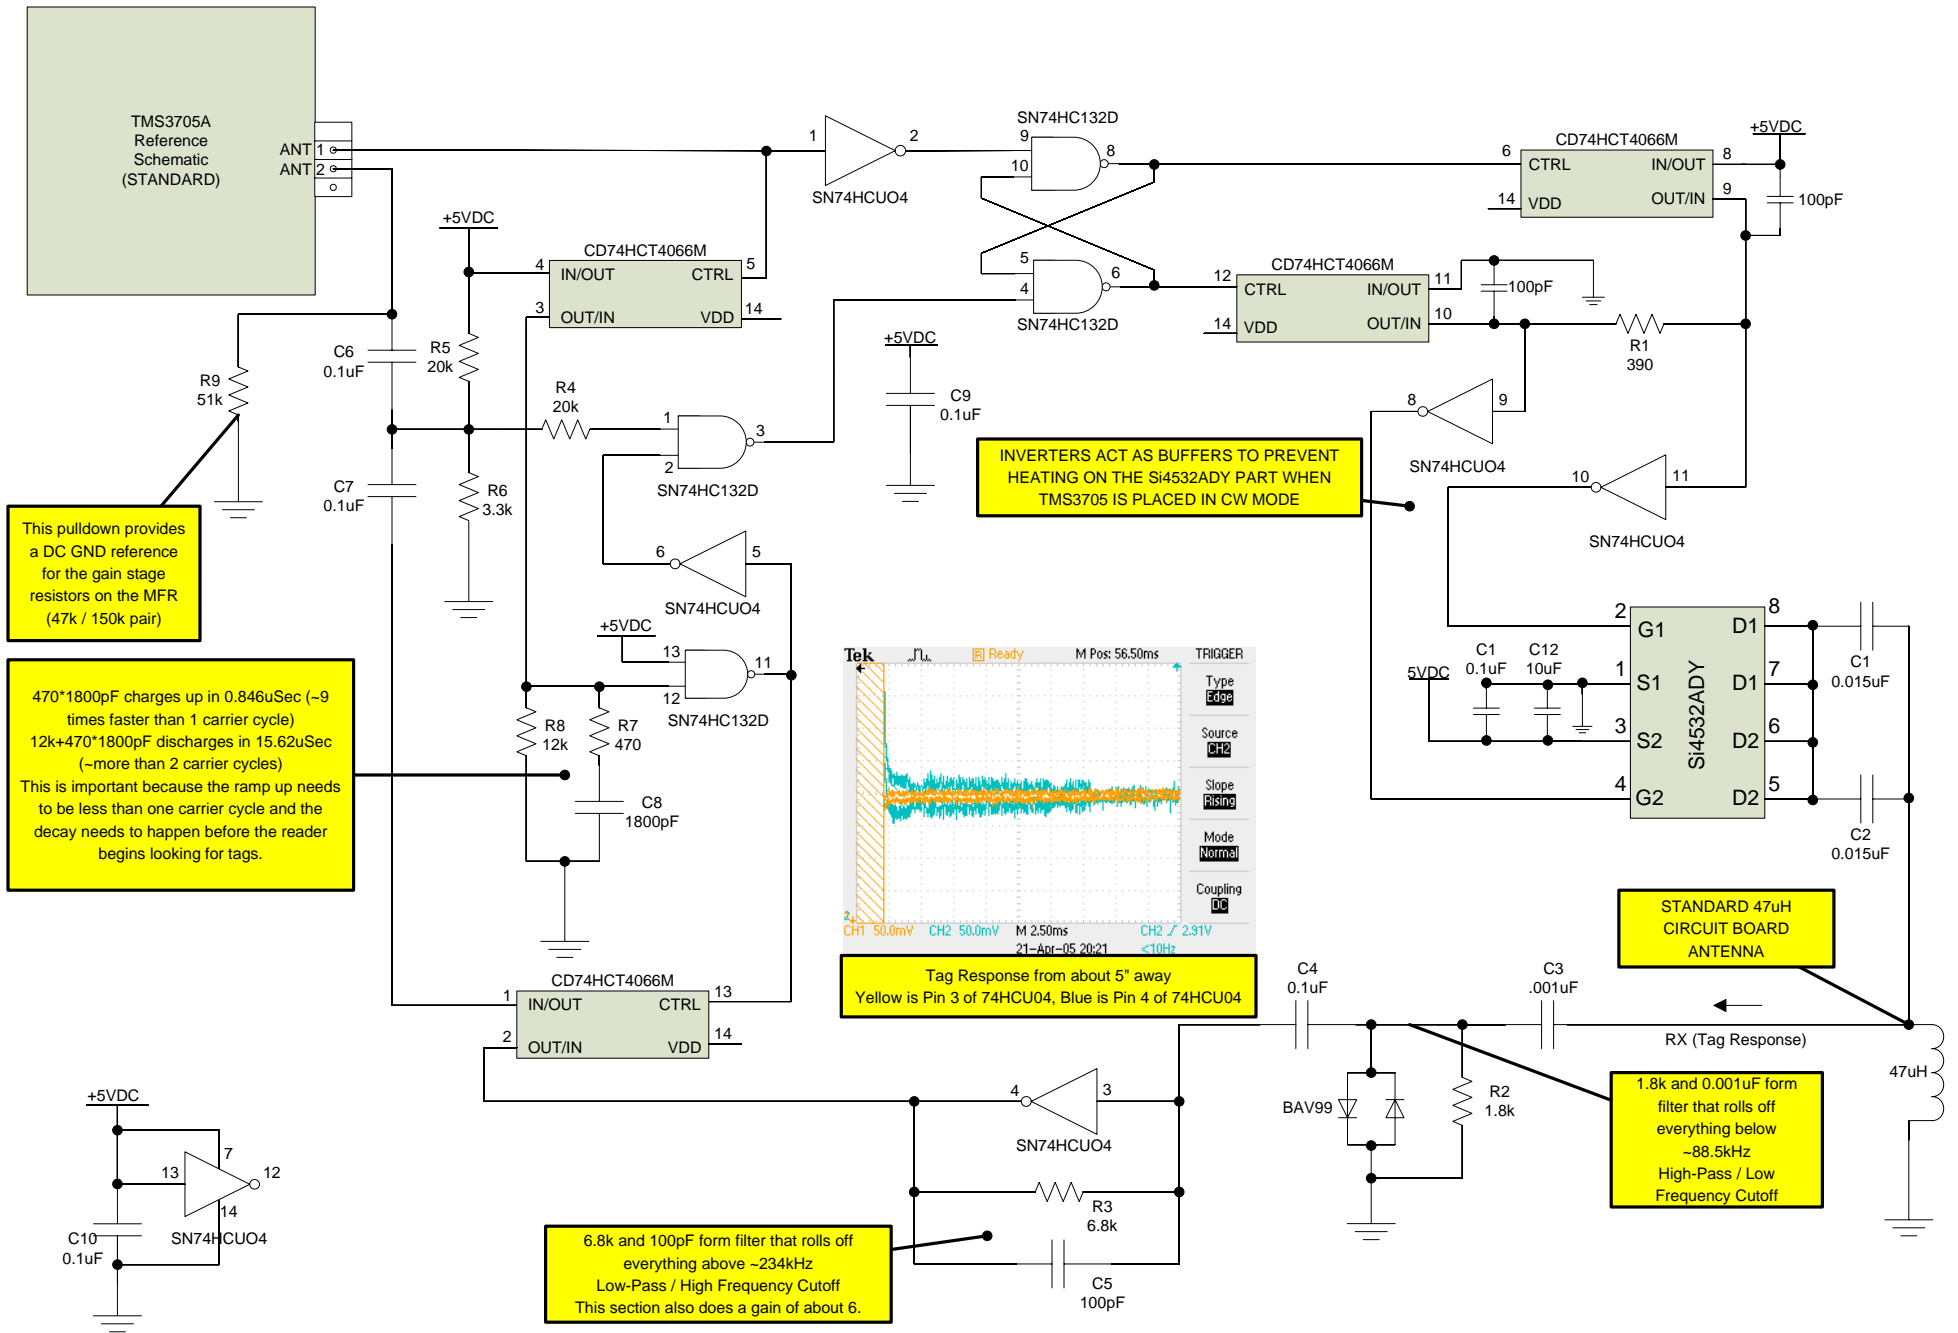 TMS3705A
Reference
Schematic
(STANDARD)
ANT 1
ANT 2
+5VDC
CD74HCT4066M
4 IN/OUT CTRL 5
3 OUT/IN VDD 14
1 2
SN74HCUO4
SN74HC132D
9
10
8
5
4
6
SN74HC132D
CD74HCT4066M
6 CTRL IN/OUT 8
14 VDD OUT/IN 9
+5VDC
100pF
CD74HCT4066M
12 CTRL IN/OUT 11
14 VDD OUT/IN 10
100pF
R1
390
C6
0.1uF
R5
20k
R9
51k
R4
20k
1
2
3
SN74HC132D
+5VDC
C9
0.1uF
8 9
SN74HCUO4
10 11
SN74HCUO4
INVERTERS ACT AS BUFFERS TO PREVENT
HEATING ON THE Si4532ADY PART WHEN
TMS3705 IS PLACED IN CW MODE
C7
0.1uF
R6
3.3k
This pulldown provides
a DC GND reference
for the gain stage
resistors on the MFR
(47k / 150k pair)
6 5
SN74HCUO4
+5VDC
13
12
11
SN74HC132D
470*1800pF charges up in 0.846uSec (~9
times faster than 1 carrier cycle)
12k+470*1800pF discharges in 15.62uSec
(~more than 2 carrier cycles)
This is important because the ramp up needs
to be less than one carrier cycle and the
decay needs to happen before the reader
begins looking for tags.
R8
12k
R7
470
C8
1800pF
Tek Ready M Pos: 56.50ms TRIGGER
Type
Edge
Source
CH2
Slope
Rising
Mode
Normal
Coupling
DC
2
CH1 50.0mV CH2 50.0mV M 2.50ms CH2 2.91V
21-Apr-05 20:21 <10Hz
Tag Response from about 5" away
Yellow is Pin 3 of 74HCU04, Blue is Pin 4 of 74HCU04
5VDC
C1
0.1uF
C12
10uF
Si4532ADY
2 G1 D1 8
1 S1 D1 7
3 S2 D2 6
4 G2 D2 5
C1
0.015uF
C2
0.015uF
STANDARD 47uH
CIRCUIT BOARD
ANTENNA
CD74HCT4066M
1 IN/OUT CTRL 13
2 OUT/IN VDD 14
C4
0.1uF
C3
.001uF
RX (Tag Response)
47uH
BAV99
R2
1.8k
1.8k and 0.001uF form
filter that rolls off
everything below
~88.5kHz
High-Pass / Low
Frequency Cutoff
4 3
SN74HCUO4
R3
6.8k
C5
100pF
6.8k and 100pF form filter that rolls off
everything above ~234kHz
Low-Pass / High Frequency Cutoff
This section also does a gain of about 6.
+5VDC
7
13 12
14
SN74HCUO4
C10
0.1uF